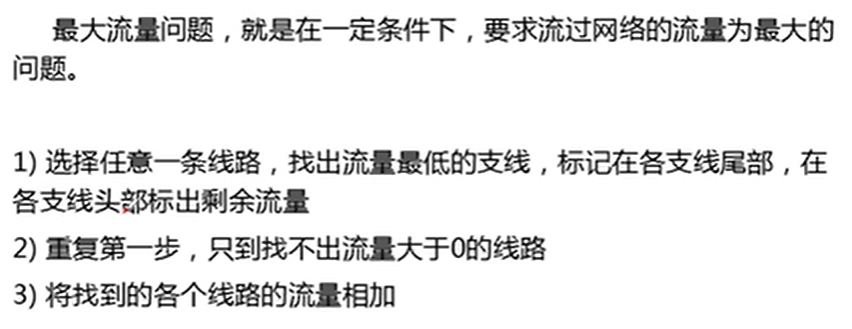 最大流量问题，就是在一定条件下，要求流过网络的流量为最大的
问题。
1) 选择任意一条线路，找出流量最低的支线，标记在各支线尾部，在
各支线头部标出剩余流量
2) 重复第一步，只到找不出流量大于0的线路
3) 将找到的各个线路的流量相加